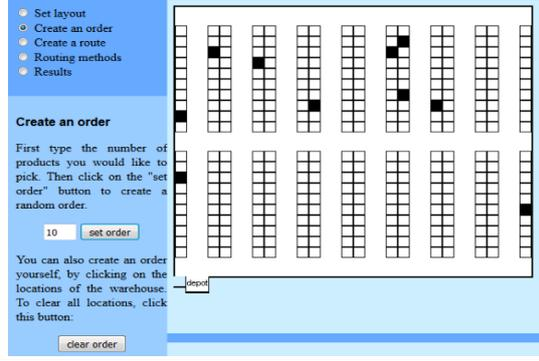 Set layout
Create an order
Create a route
Routing methods
Results
Create an order
First type the number of
products you would like to
pick. Then click on the "set
order" button to create a
random order.
10 set order
You can also create an order
yourself, by clicking on the
locations of the warehouse.
To clear all locations, click
this button:
clear order
depot